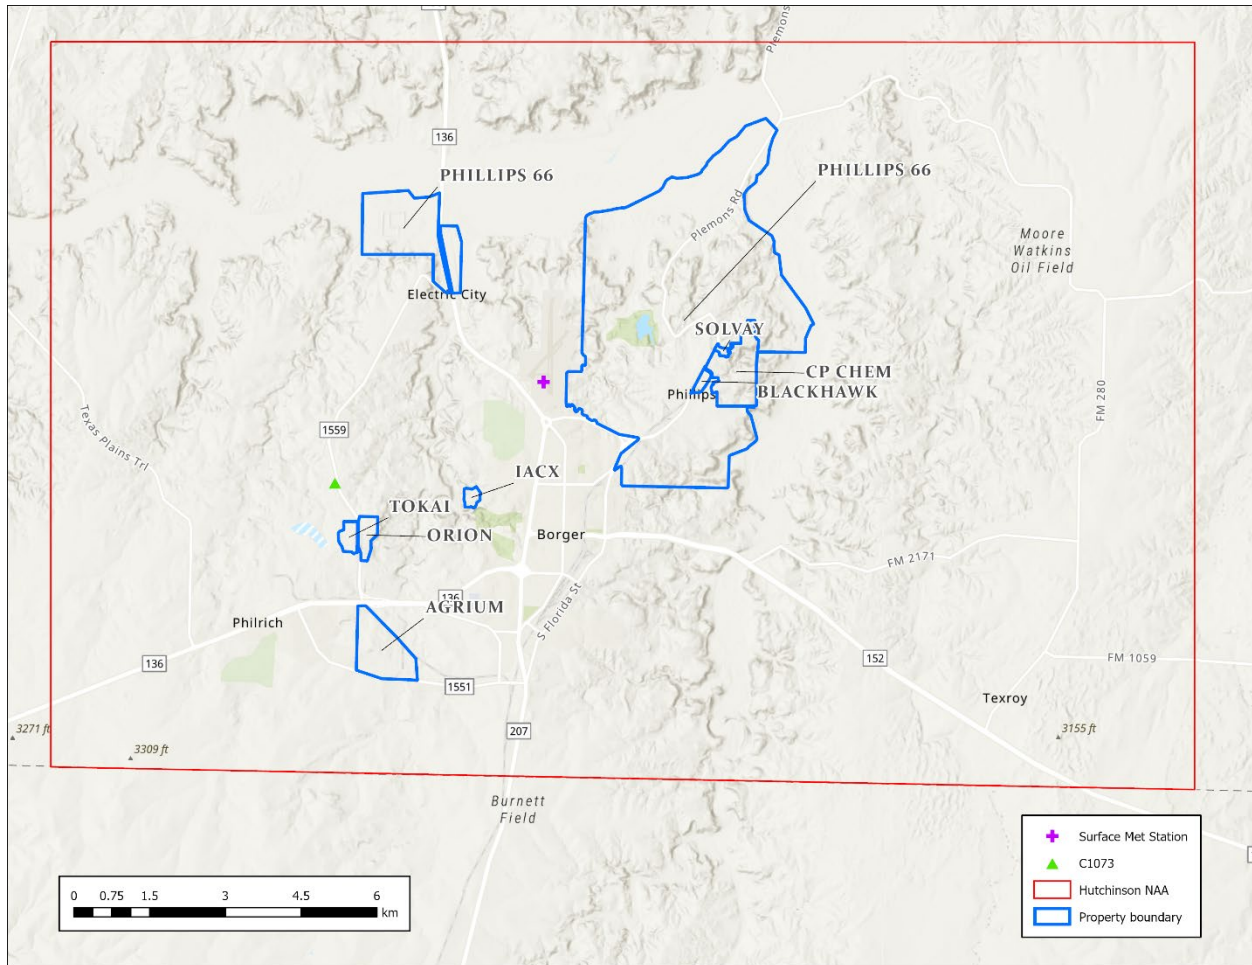 Plemons
136
PHILLIPS 66
PHILLIPS 66
Plemons Rd
Moore
Watkins
Oil Field
Electric City
SOLVAY
CP CHEM
BLACKHAWK
Phillips
FM 280
Texas Plains Trl
1559
IACX
TOKAI
ORION
Borger
FM 2171
136
AGRIUM
S Florida St
Philrich
136
152
FM 1059
1551
Texroy
207
3271 ft
3309 ft
3155 ft
Burnett
Field
Surface Met Station
C1073
Hutchinson NAA
Property boundary
0 0.75 1.5 3 4.5 6
km